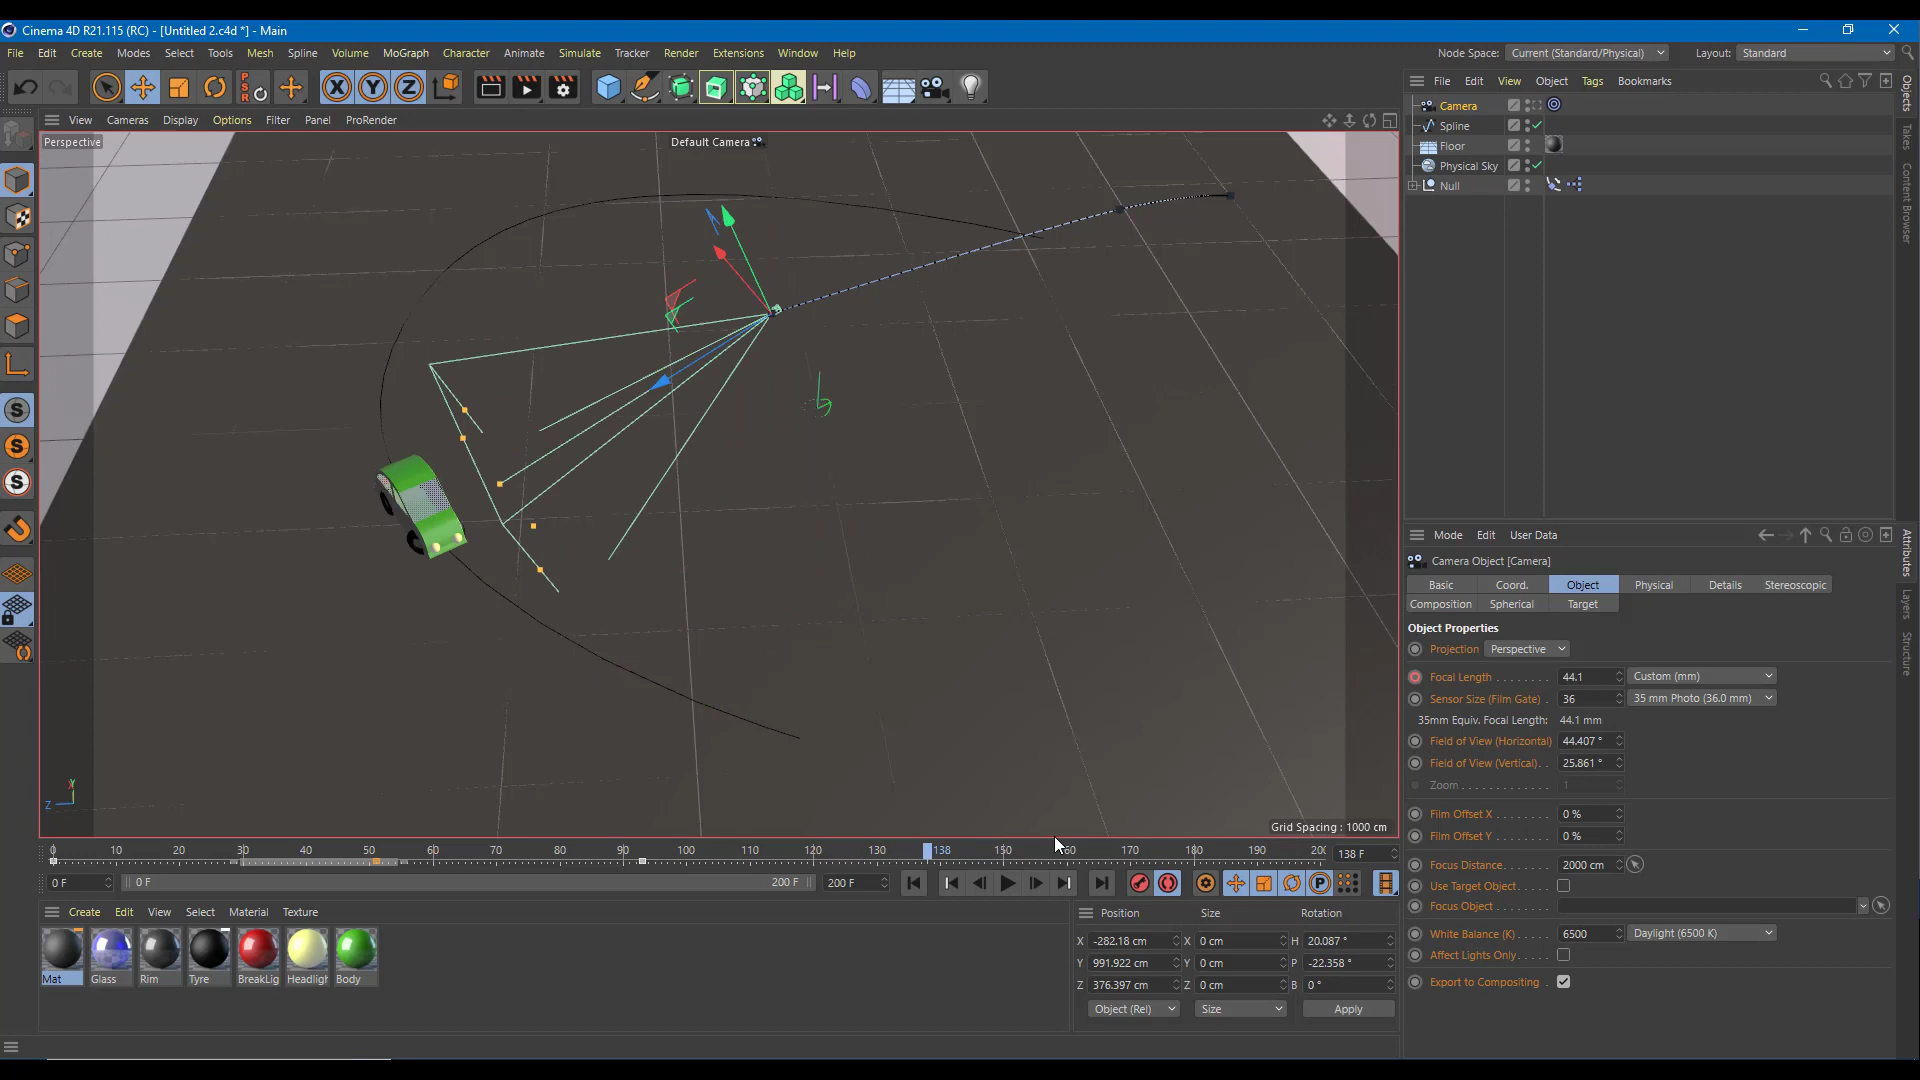 Cinema 4D R21.115 (RC) - [Untitled 2.c4d *] - Main
File Edit Create Modes Select Tools Mesh Spline Volume MoGraph Character Animate Simulate Tracker Render Extensions Window Help
Node Space: Current (Standard/Physical) Layout: Standard
File Edit View Object Tags Bookmarks
View Cameras Display Options Filter Panel ProRender
Perspective
Default Camera
Camera
Spline
Floor
Physical Sky
Null
Objects
Takes
Content Browser
Mode Edit User Data
Camera Object [Camera]
Basic Coord. Object Physical Details Stereoscopic
Composition Spherical Target
Object Properties
Projection Perspective
Focal Length . . . . . . . . 44.1 Custom (mm)
Sensor Size (Film Gate) . 36 35 mm Photo (36.0 mm)
35mm Equiv. Focal Length: 44.1 mm
Field of View (Horizontal) 44.407 °
Field of View (Vertical). . 25.861 °
Zoom . . . . . . . . . . . . . 1
Film Offset X . . . . . . . . 0 %
Film Offset Y . . . . . . . . 0 %
Focus Distance. . . . . . . 2000 cm
Use Target Object. . . . .
Focus Object . . . . . . . .
White Balance (K). . . . . 6500 Daylight (6500 K)
Affect Lights Only. . . . .
Export to Compositing .
Attributes
Layers
Structure
Y
Z
Grid Spacing : 1000 cm
0 10 20 30 40 50 60 70 80 90 100 110 120 130 138 150 160 170 180 190 200 138 F
0 F 0 F 200 F 200 F
Create Edit View Select Material Texture
Mat Glass Rim Tyre BreakLig Headligh Body
Position Size Rotation
X -282.18 cm X 0 cm H 20.087 °
Y 991.922 cm Y 0 cm P -22.358 °
Z 376.397 cm Z 0 cm B 0 °
Object (Rel) Size Apply